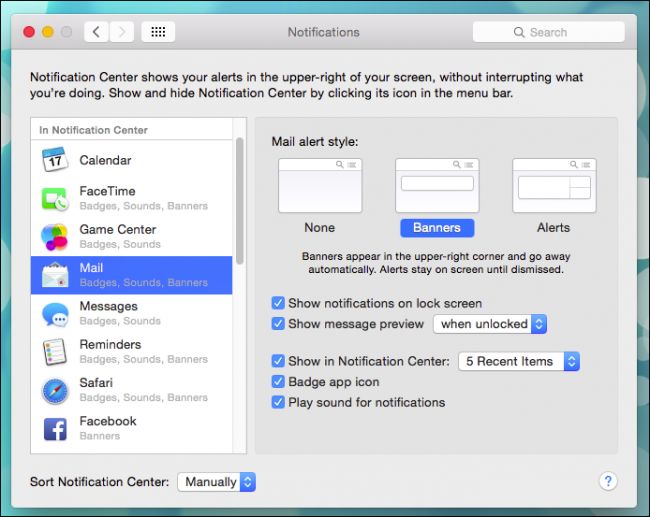 Notifications
Search
Notification Center shows your alerts in the upper-right of your screen, without interrupting what
you're doing. Show and hide Notification Center by clicking its icon in the menu bar.
In Notification Center
17
Calendar
FaceTime
Badges, Sounds, Banners
Game Center
Badges, Sounds
Mail
Badges, Sounds, Banners
Messages
Badges, Sounds
Reminders
Badges, Sounds, Banners
Safari
Badges, Sounds, Banners
Facebook
Banners
Mail alert style:
None
Banners
Alerts
Banners appear in the upper-right corner and go away
automatically. Alerts stay on screen until dismissed.
Show notifications on lock screen
Show message preview when unlocked
Show in Notification Center: 5 Recent Items
Badge app icon
Play sound for notifications
Sort Notification Center: Manually
?